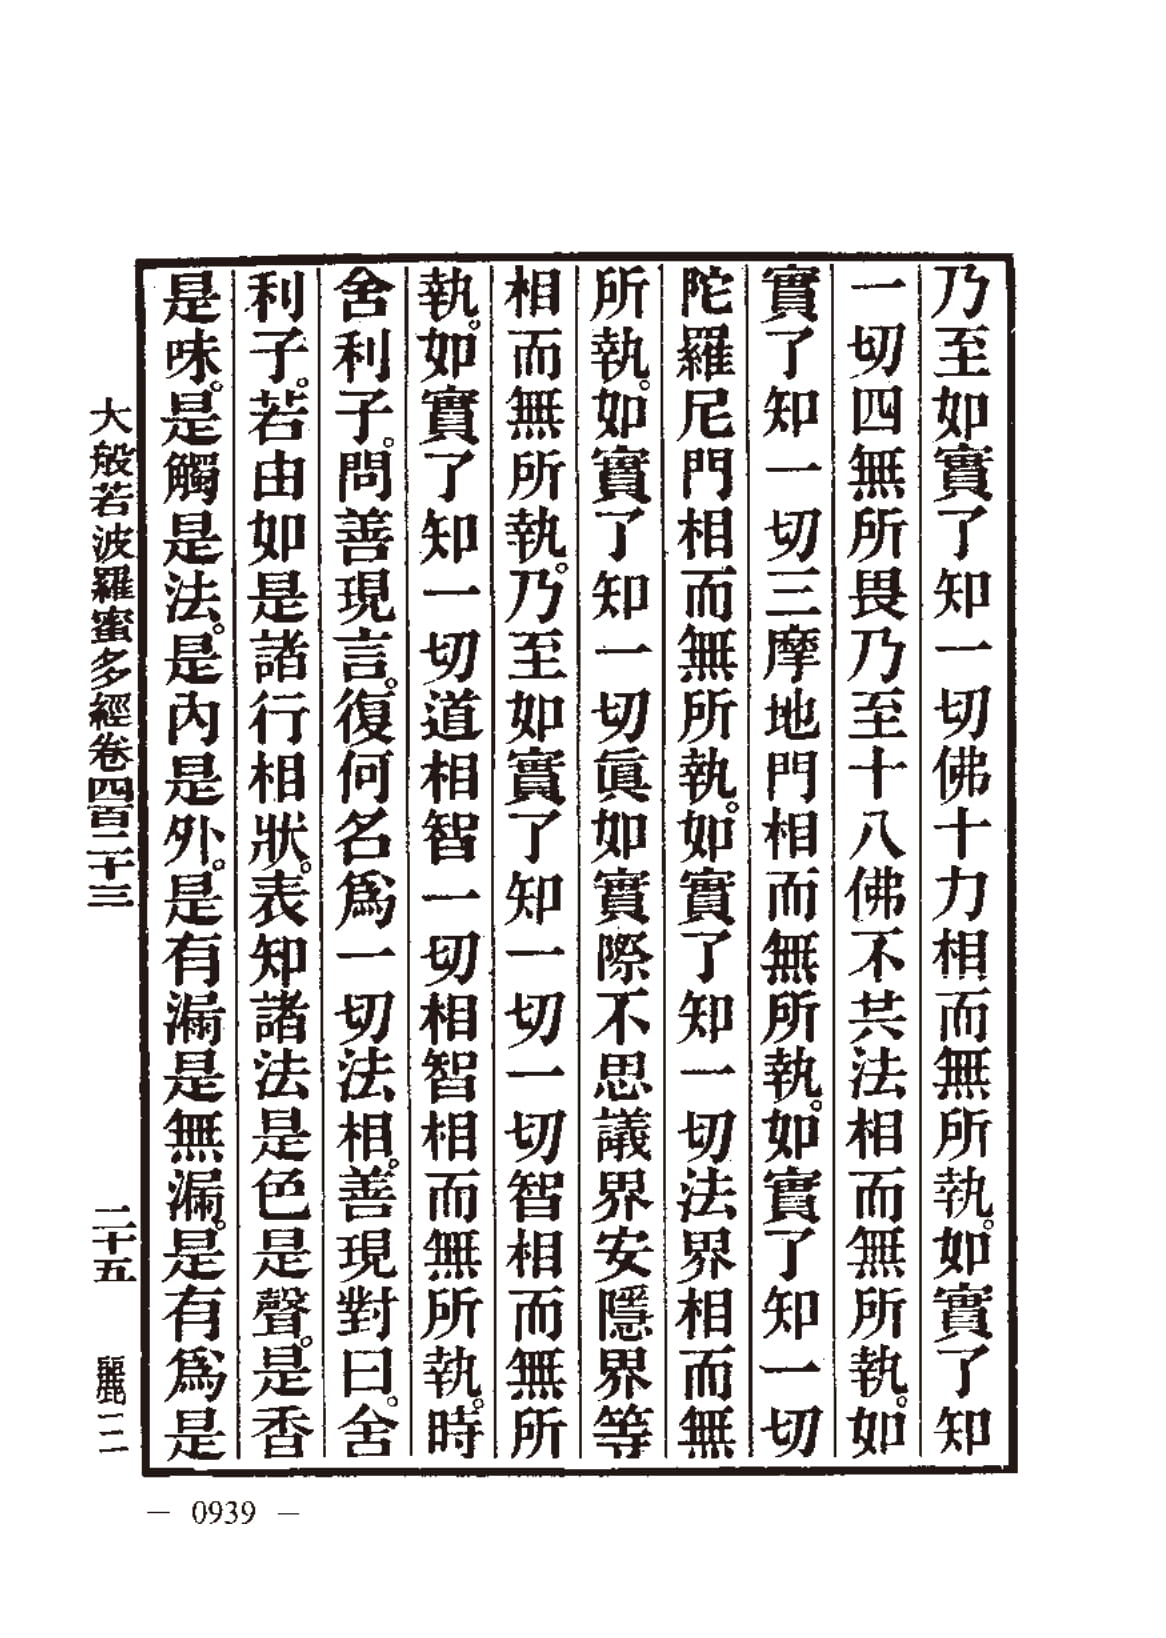 乃至如實了知一切佛十力相而無所執。如實了知
一切四無所畏乃至十八佛不共法相而無所執。如
實了知一切三摩地門相而無所執。如實了知一切
陀羅尼門相而無所執。如實了知一切法界相而無
所執。如實了知一切眞如實際不思議界安隱界等
相而無所執。乃至如實了知一切一切智相而無所
執。如實了知一切道相智一切相智相而無所執。時
舍利子。問善現言。復何名爲一切法相。善現對曰。舍
利子。若由如是諸行相狀。表知諸法是色是聲。是香
是味。是觸是法。是內是外。是有漏是無漏。是有爲是
大般若波羅蜜多經卷四百二十三
二十五
麗三
— 0939 —